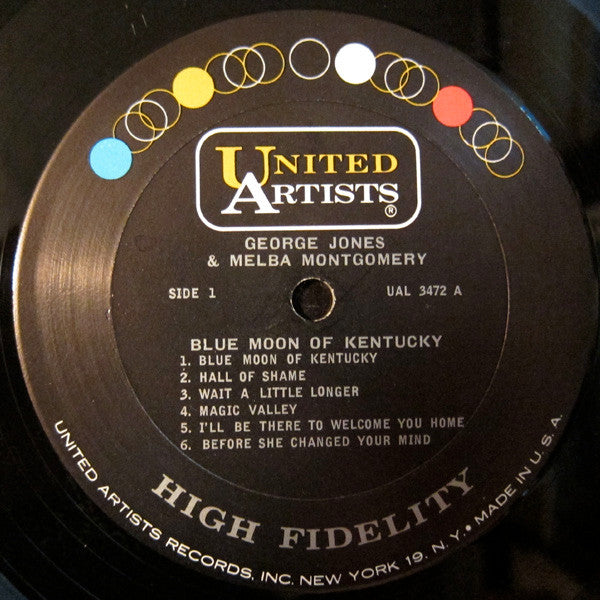 UNITED
ARTISTS
®
GEORGE JONES
& MELBA MONTGOMERY
SIDE 1
UAL 3472 A
BLUE MOON OF KENTUCKY
1. BLUE MOON OF KENTUCKY
2. HALL OF SHAME
3. WAIT A LITTLE LONGER
4. MAGIC VALLEY
5. I'LL BE THERE TO WELCOME YOU HOME
6. BEFORE SHE CHANGED YOUR MIND
HIGH FIDELITY
UNITED ARTISTS RECORDS, INC. NEW YORK 19, N.Y. • MADE IN U.S.A.